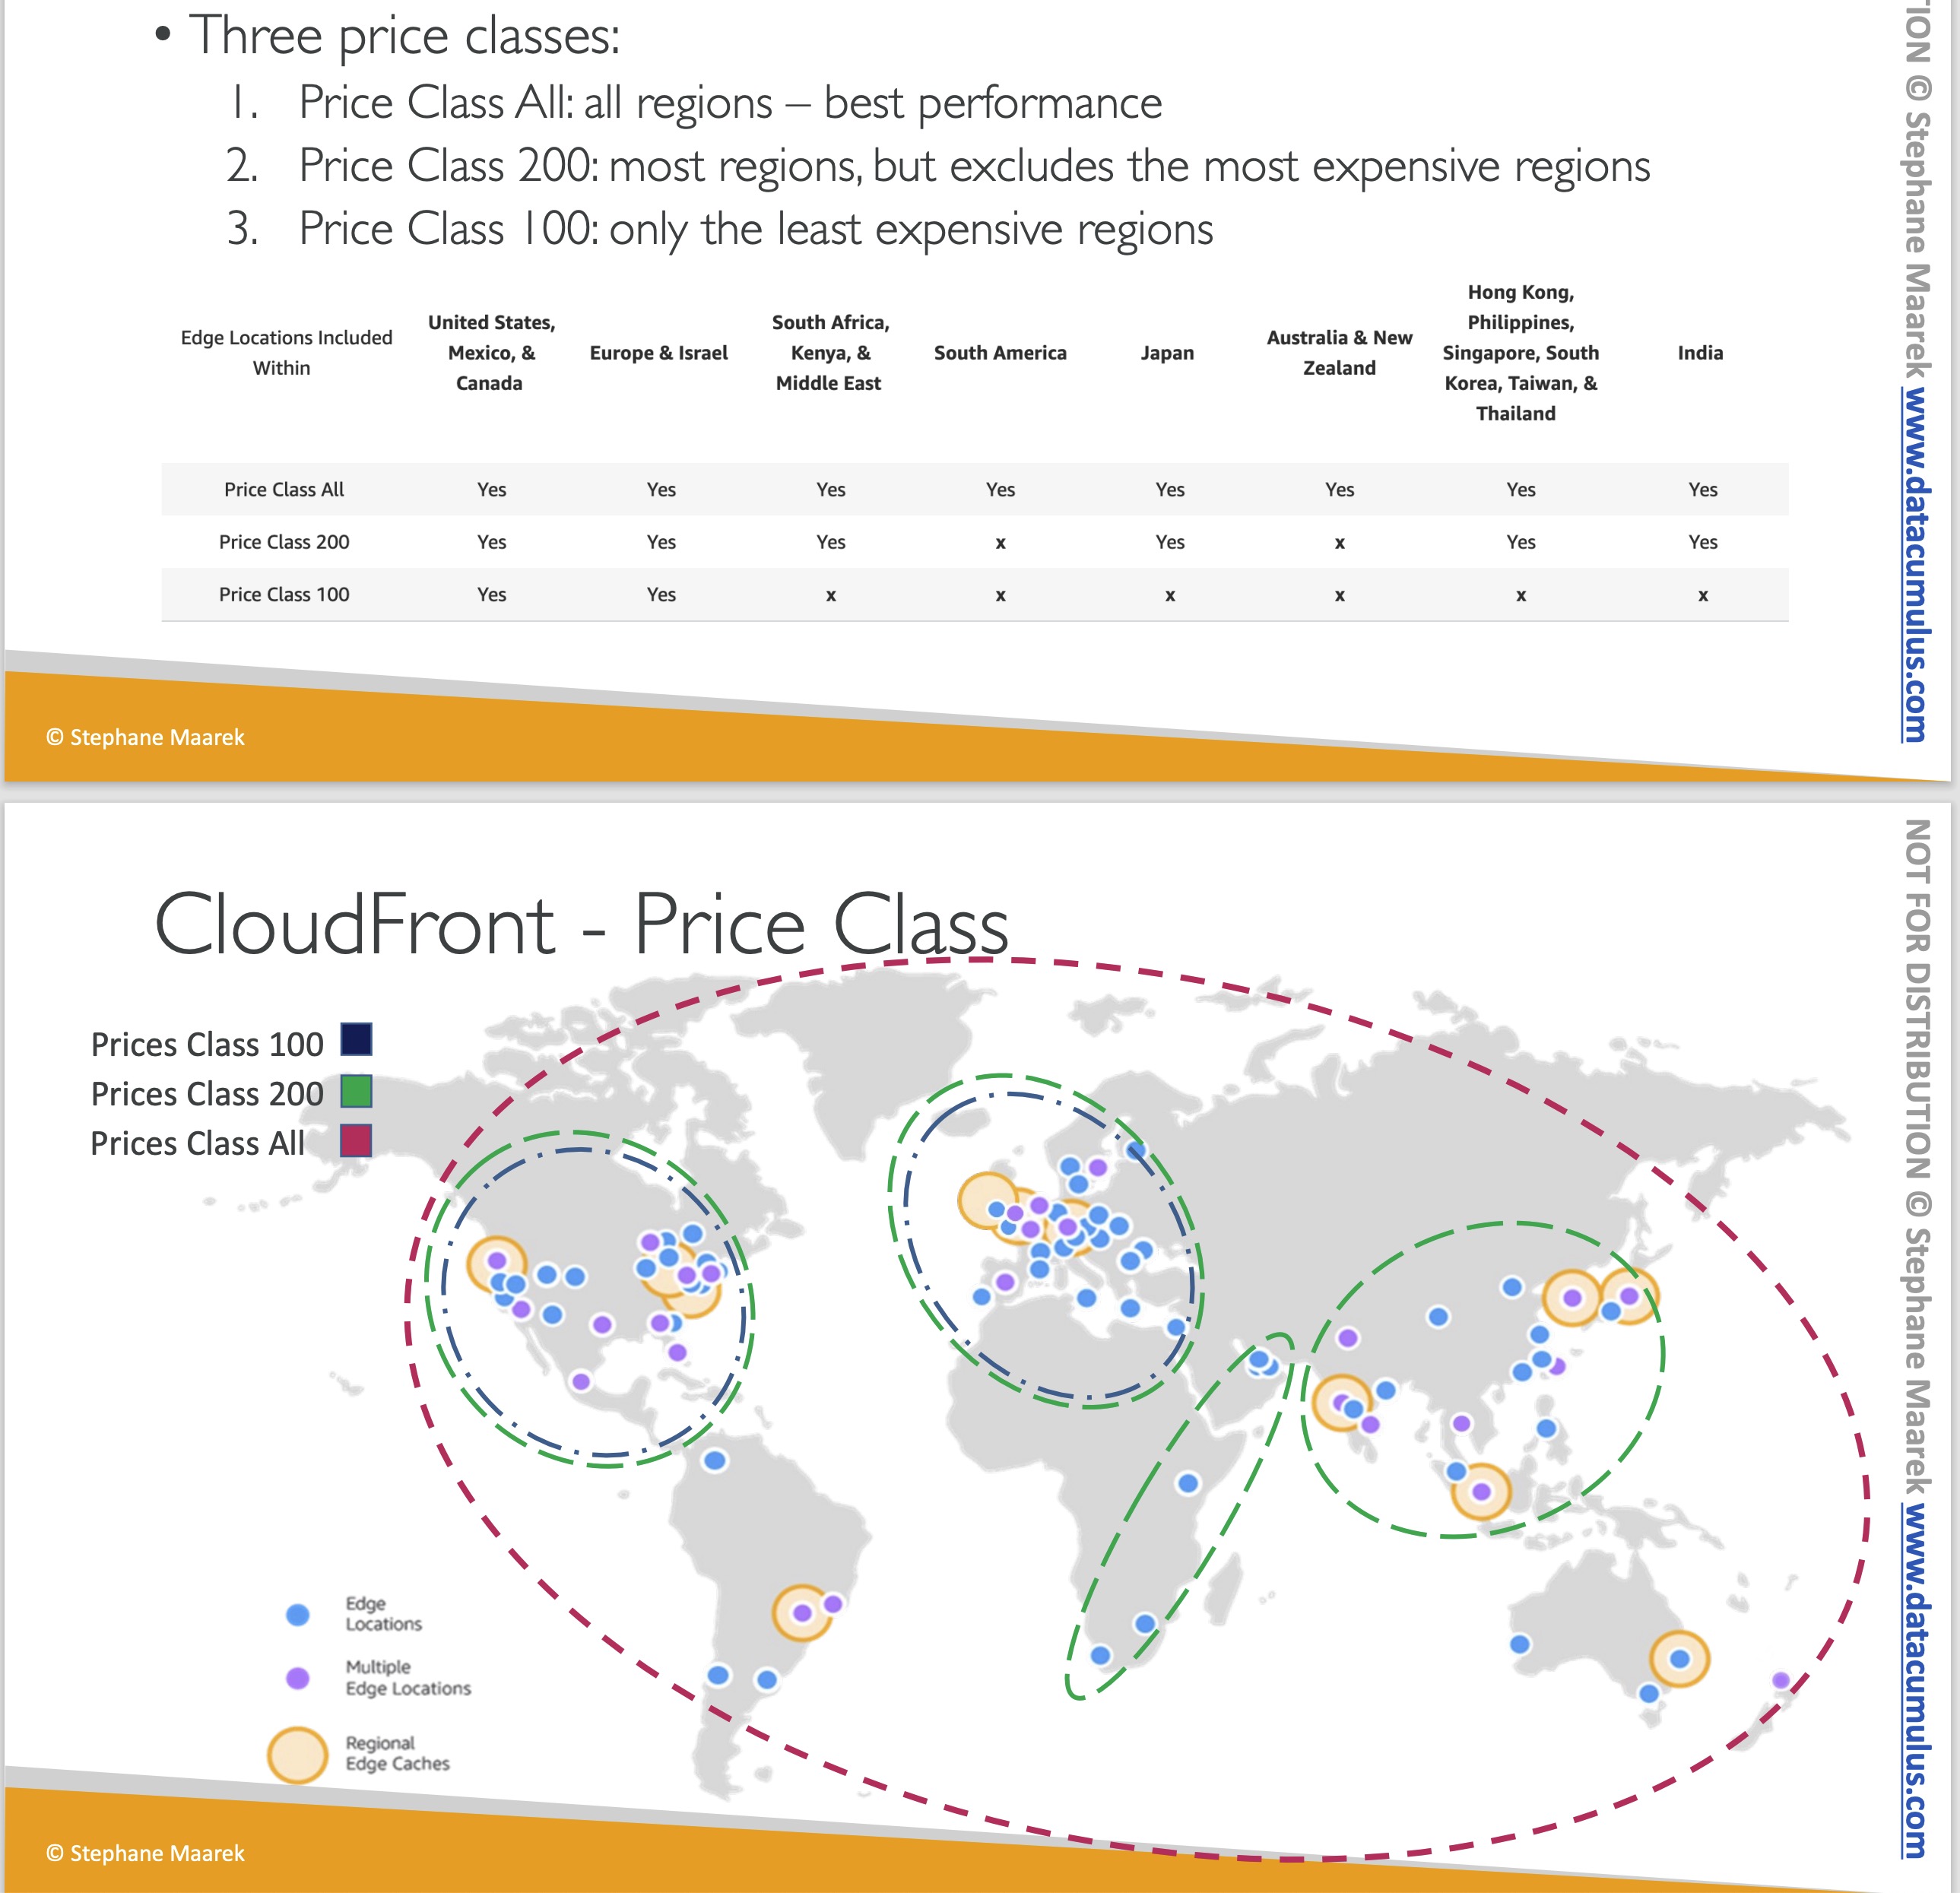 • Three price classes:
1. Price Class All: all regions – best performance
2. Price Class 200: most regions, but excludes the most expensive regions
3. Price Class 100: only the least expensive regions
Edge Locations Included
Within
United States,
Mexico, &
Canada
Europe & Israel
South Africa,
Kenya, &
Middle East
South America
Japan
Australia & New
Zealand
Hong Kong,
Philippines,
Singapore, South
Korea, Taiwan, &
Thailand
India
Price Class All Yes Yes Yes Yes Yes Yes Yes Yes
Price Class 200 Yes Yes Yes x Yes x Yes Yes
Price Class 100 Yes Yes x x x x x x
© Stephane Maarek
TION © Stephane Maarek www.datacumulus.com
CloudFront - Price Class
Prices Class 100
Prices Class 200
Prices Class All
Edge
Locations
Multiple
Edge Locations
Regional
Edge Caches
© Stephane Maarek
NOT FOR DISTRIBUTION © Stephane Maarek www.datacumulus.com